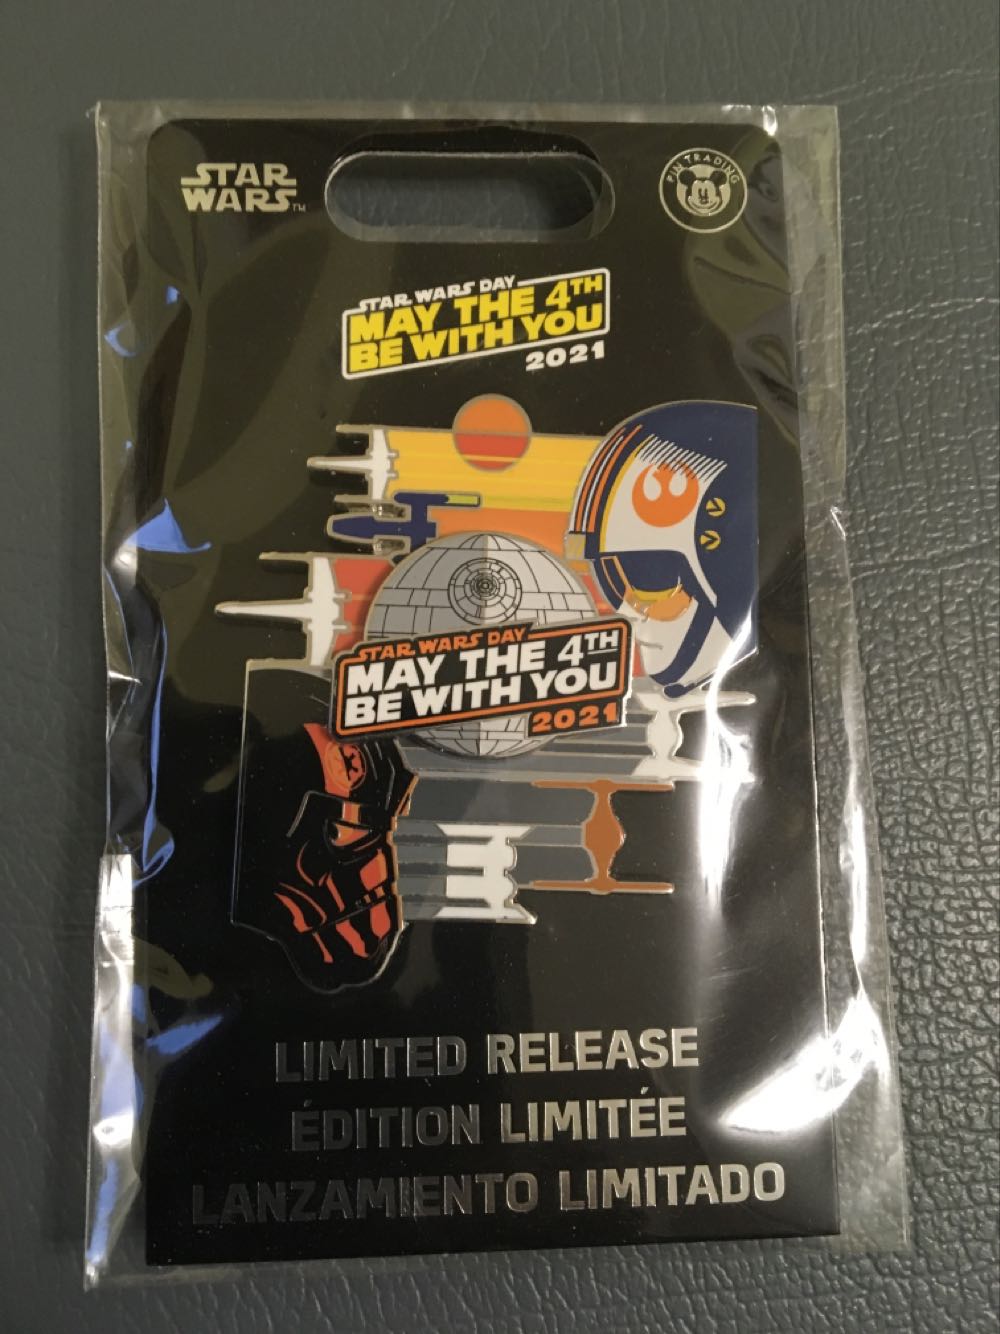 STAR
WARS™
PIN TRADING
STAR WARS DAY
MAY THE 4TH
BE WITH YOU
2021
STAR WARS DAY
MAY THE 4TH
BE WITH YOU
2021
LIMITED RELEASE
ÉDITION LIMITÉE
LANZAMIENTO LIMITADO